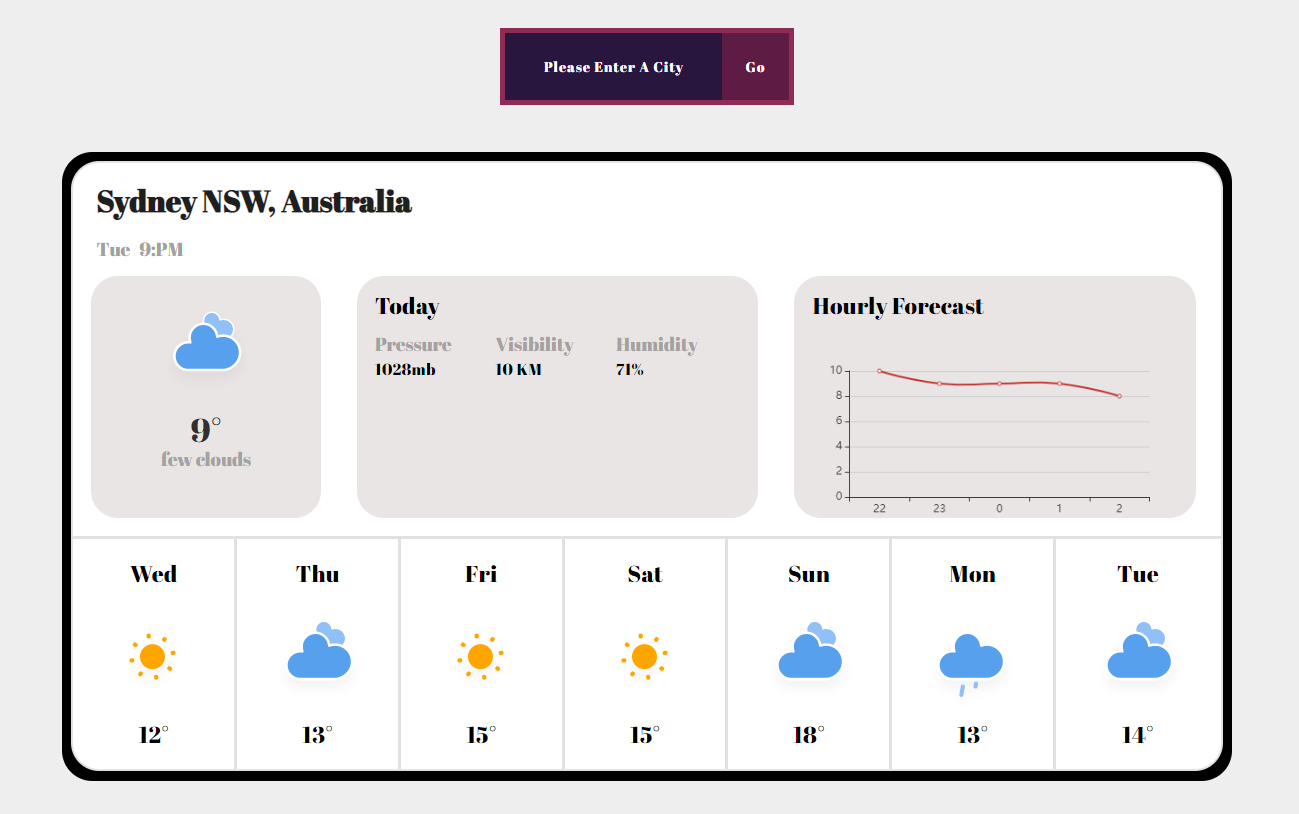 Please Enter A City Go
Sydney NSW, Australia
Tue 9:PM
9°
few clouds
Today
Pressure Visibility Humidity
1028mb 10 KM 71%
Hourly Forecast
10
8
6
4
2
0
22 23 0 1 2
Wed Thu Fri Sat Sun Mon Tue
12° 13° 15° 15° 18° 13° 14°